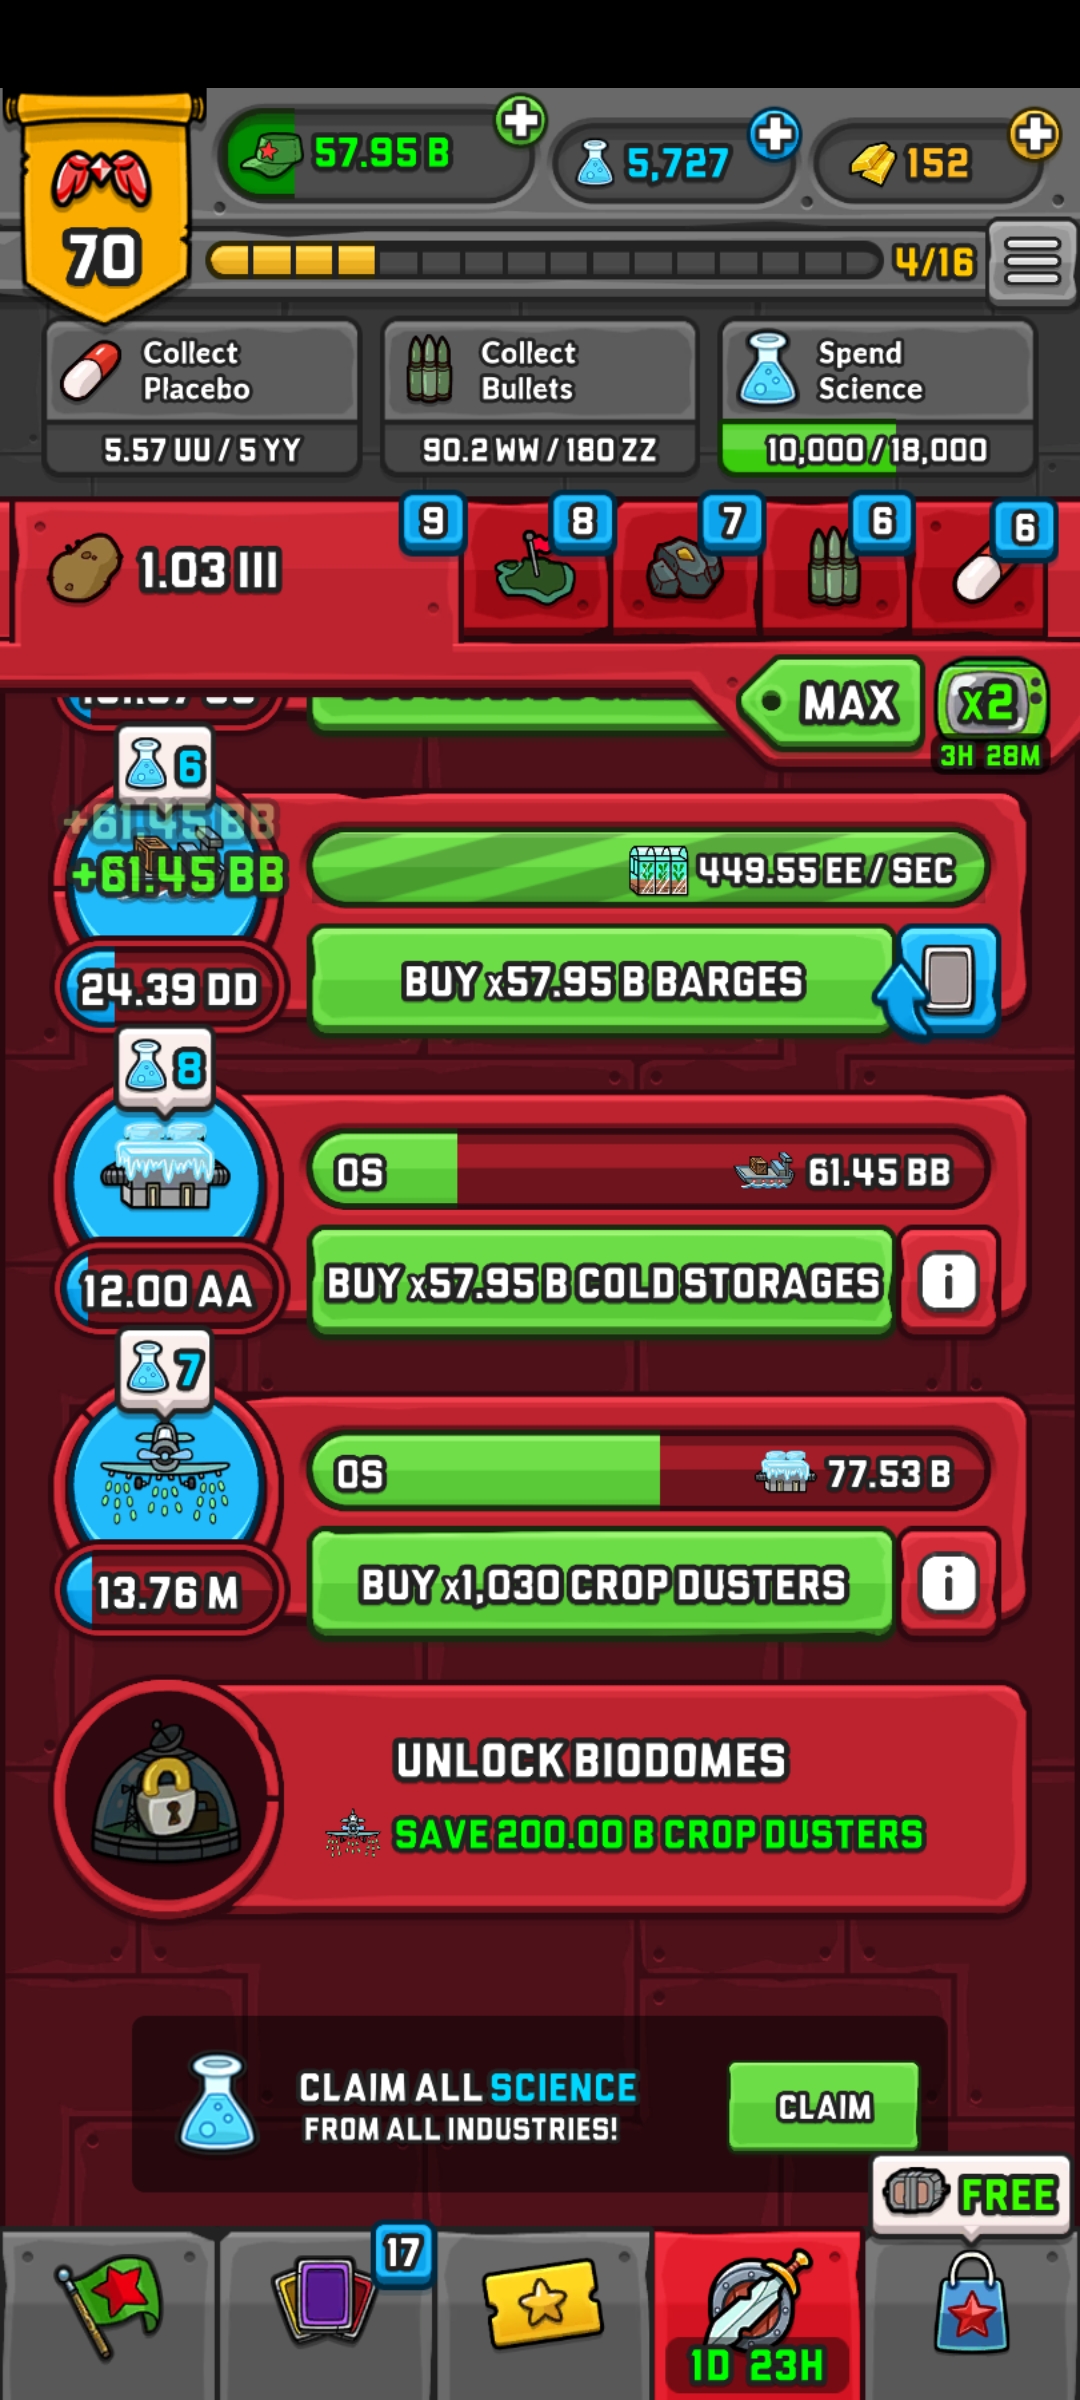 57.95 B
5,727
152
70
4/16
Collect
Placebo
5.57 UU / 5 YY
Collect
Bullets
90.2 WW / 180 ZZ
Spend
Science
10,000 / 18,000
1.03 III
9
8
7
6
6
MAX
x2
3H 28M
6
+61.45 BB
+61.45 BB
449.55 EE / SEC
24.39 DD
BUY x57.95 B BARGES
8
0S
61.45 BB
12.00 AA
BUY x57.95 B COLD STORAGES
i
7
0S
77.53 B
13.76 M
BUY x1,030 CROP DUSTERS
i
UNLOCK BIODOMES
SAVE 200.00 B CROP DUSTERS
CLAIM ALL SCIENCE
FROM ALL INDUSTRIES!
CLAIM
FREE
17
1D 23H